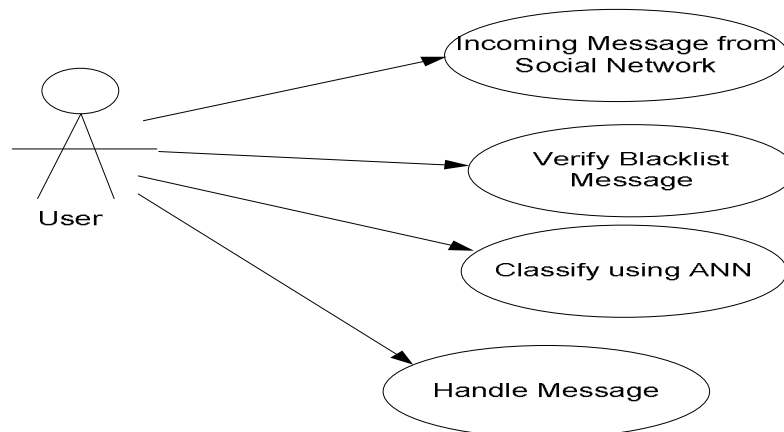 Incoming Message from
Social Network
Verify Blacklist
Message
User
Classify using ANN
Handle Message